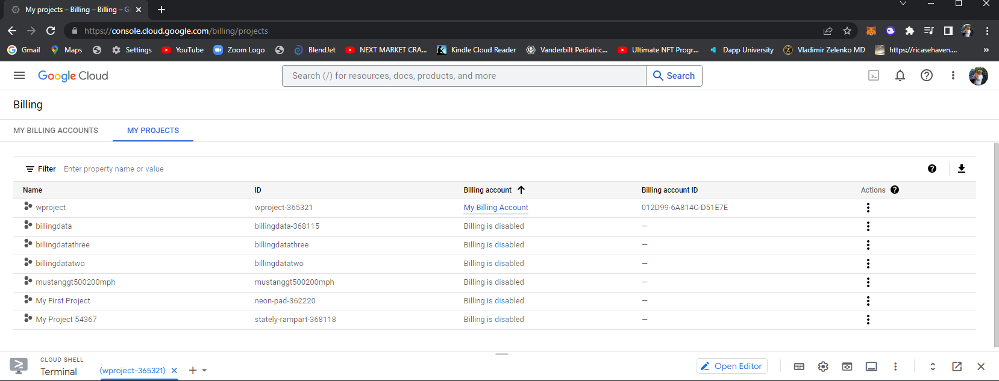 My projects – Billing – Billing – G
https://console.cloud.google.com/billing/projects
Gmail Maps Settings YouTube Zoom Logo BlendJet NEXT MARKET CRA... Kindle Cloud Reader Vanderbilt Pediatric... Ultimate NFT Progr... Dapp University Vladimir Zelenko MD https://ricasehaven....
Google Cloud Search (/) for resources, docs, products, and more Search
Billing
MY BILLING ACCOUNTS MY PROJECTS
Filter Enter property name or value
Name ID Billing account Billing account ID Actions
wproject wproject-365321 My Billing Account 012D99-6A814C-D51E7E
billingdata billingdata-368115 Billing is disabled —
billingdatathree billingdatathree Billing is disabled —
billingdatatwo billingdatatwo Billing is disabled —
mustanggt500200mph mustanggt500200mph Billing is disabled —
My First Project neon-pad-362220 Billing is disabled —
My Project 54367 stately-rampart-368118 Billing is disabled —
CLOUD SHELL
Terminal (wproject-365321) Open Editor